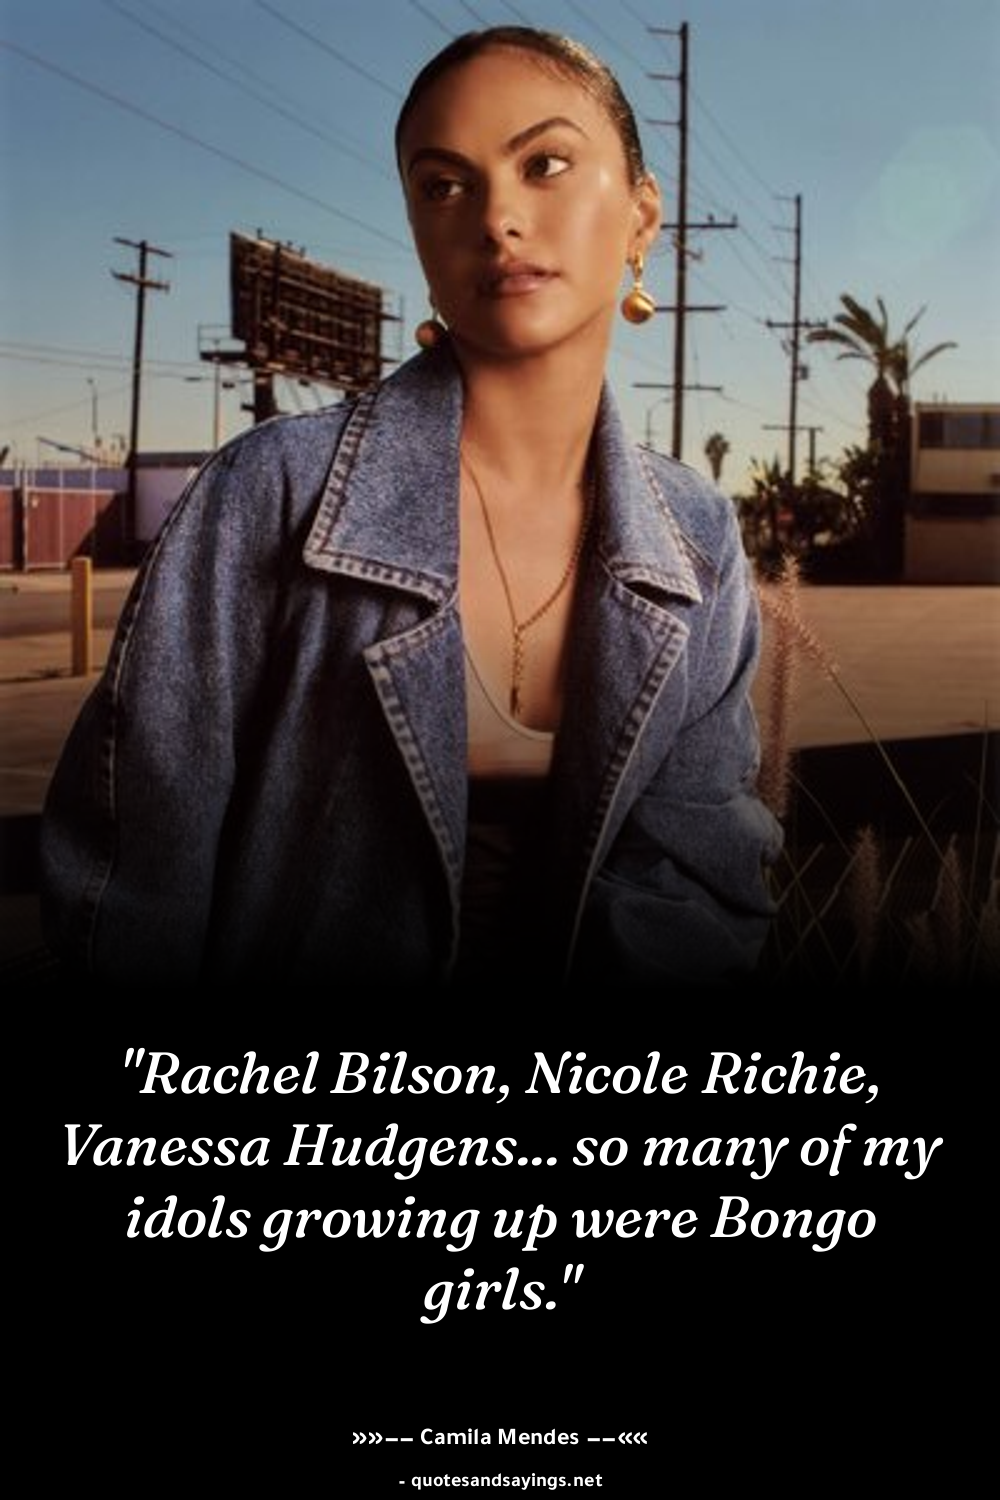 "Rachel Bilson, Nicole Richie,
Vanessa Hudgens... so many of my
idols growing up were Bongo
girls."
»»–– Camila Mendes ––««
- quotesandsayings.net